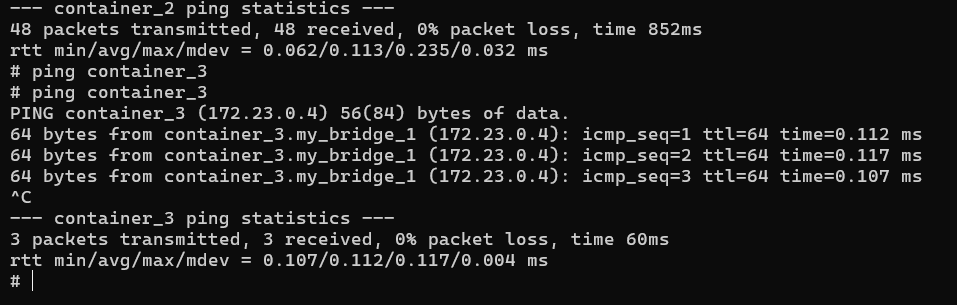 --- container_2 ping statistics ---
48 packets transmitted, 48 received, 0% packet loss, time 852ms
rtt min/avg/max/mdev = 0.062/0.113/0.235/0.032 ms
# ping container_3
# ping container_3
PING container_3 (172.23.0.4) 56(84) bytes of data.
64 bytes from container_3.my_bridge_1 (172.23.0.4): icmp_seq=1 ttl=64 time=0.112 ms
64 bytes from container_3.my_bridge_1 (172.23.0.4): icmp_seq=2 ttl=64 time=0.117 ms
64 bytes from container_3.my_bridge_1 (172.23.0.4): icmp_seq=3 ttl=64 time=0.107 ms
^C
--- container_3 ping statistics ---
3 packets transmitted, 3 received, 0% packet loss, time 60ms
rtt min/avg/max/mdev = 0.107/0.112/0.117/0.004 ms
#